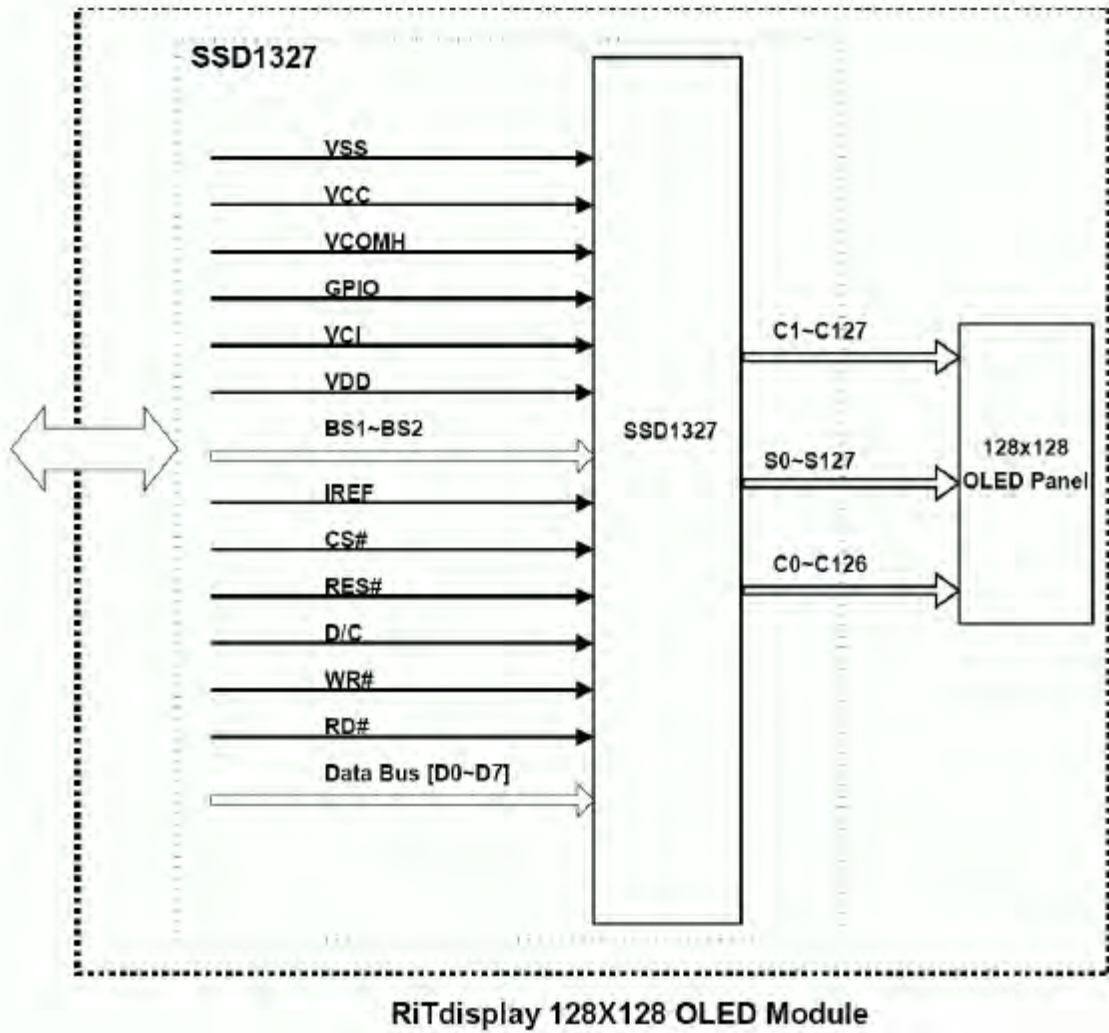 SSD1327
VSS
VCC
VCOMH
GPIO
VCI
VDD
BS1~BS2
IREF
CS#
RES#
D/C
WR#
RD#
Data Bus [D0~D7]
SSD1327
C1~C127
S0~S127
C0~C126
128x128
OLED Panel
RiTdisplay 128X128 OLED Module